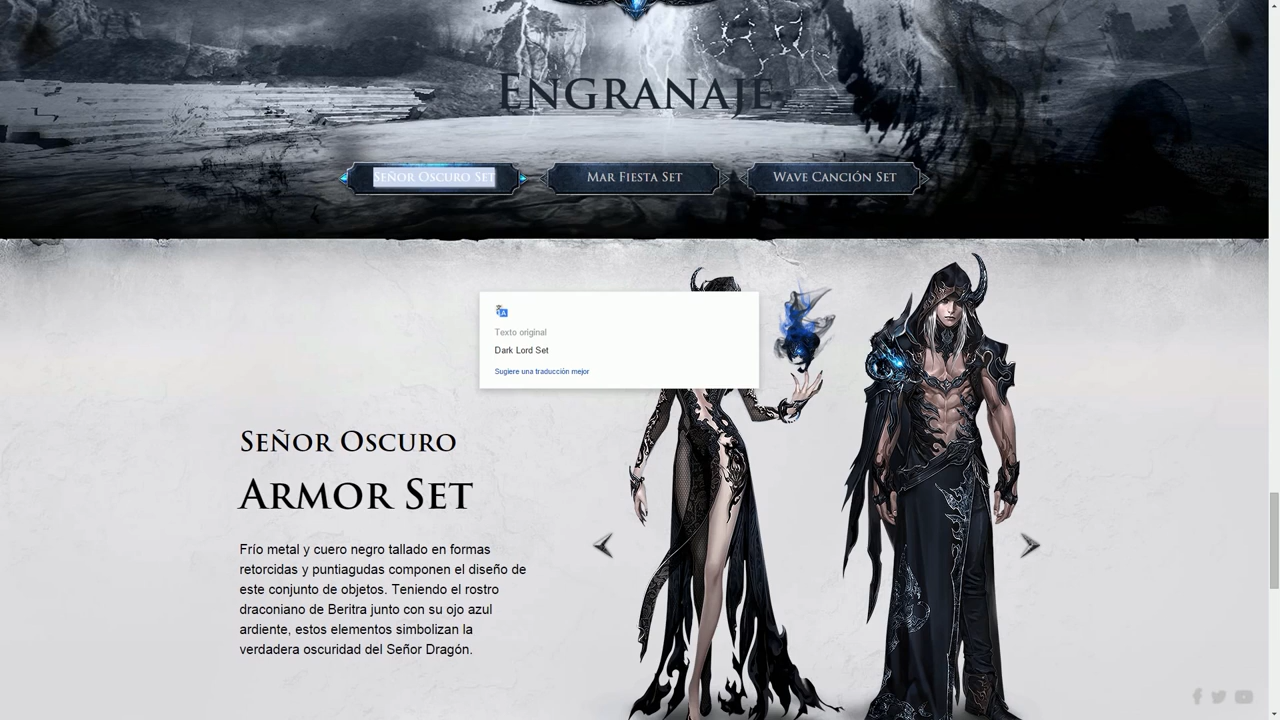 Engranaje
Señor Oscuro Set
Mar Fiesta Set
Wave Canción Set
Texto original
Dark Lord Set
Sugiere una traducción mejor
Señor Oscuro
Armor Set
Frío metal y cuero negro tallado en formas
retorcidas y puntiagudas componen el diseño de
este conjunto de objetos. Teniendo el rostro
draconiano de Beritra junto con su ojo azul
ardiente, estos elementos simbolizan la
verdadera oscuridad del Señor Dragón.